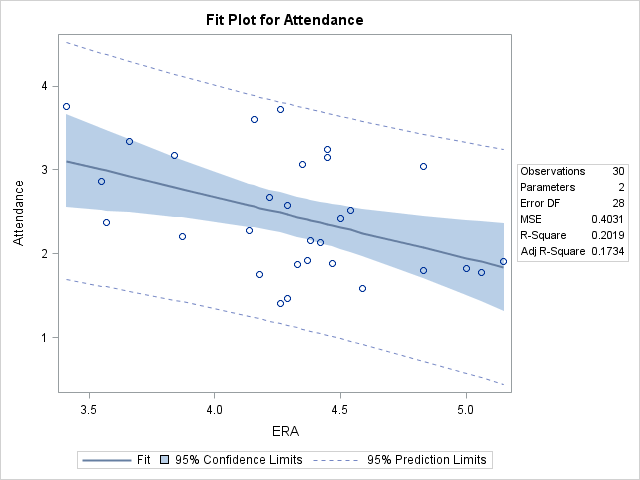 Fit Plot for Attendance
4
3
2
1
Attendance
3.5 4.0 4.5 5.0
ERA
Observations 30
Parameters 2
Error DF 28
MSE 0.4031
R-Square 0.2019
Adj R-Square 0.1734
Fit 95% Confidence Limits 95% Prediction Limits